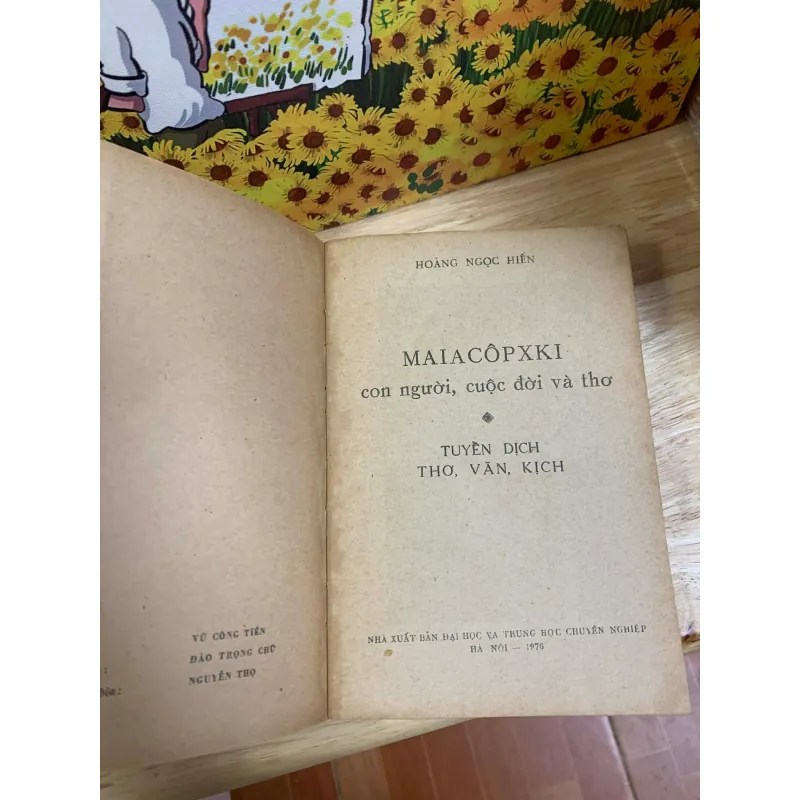 VŨ CÔNG TIẾN
ĐÀO TRỌNG CHỮ
NGUYỄN THỌ
HOÀNG NGỌC HIẾN
MAIACÔPXKI
con người, cuộc đời và thơ
TUYỂN DỊCH
THƠ, VĂN, KỊCH
NHÀ XUẤT BẢN ĐẠI HỌC VÀ TRUNG HỌC CHUYÊN NGHIỆP
HÀ NỘI — 1976